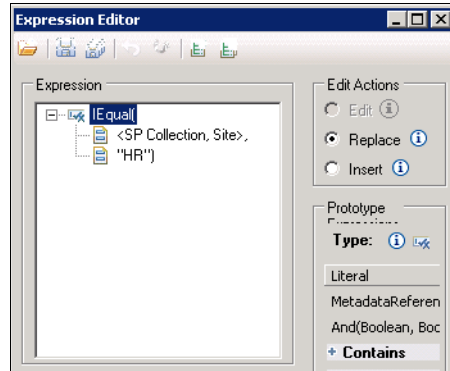 Expression Editor
Expression
IEqual(
<SP Collection, Site>,
"HR")
Edit Actions
Edit
Replace
Insert
Prototype
Type:
Literal
MetadataReferen
And(Boolean, Boo
+ Contains